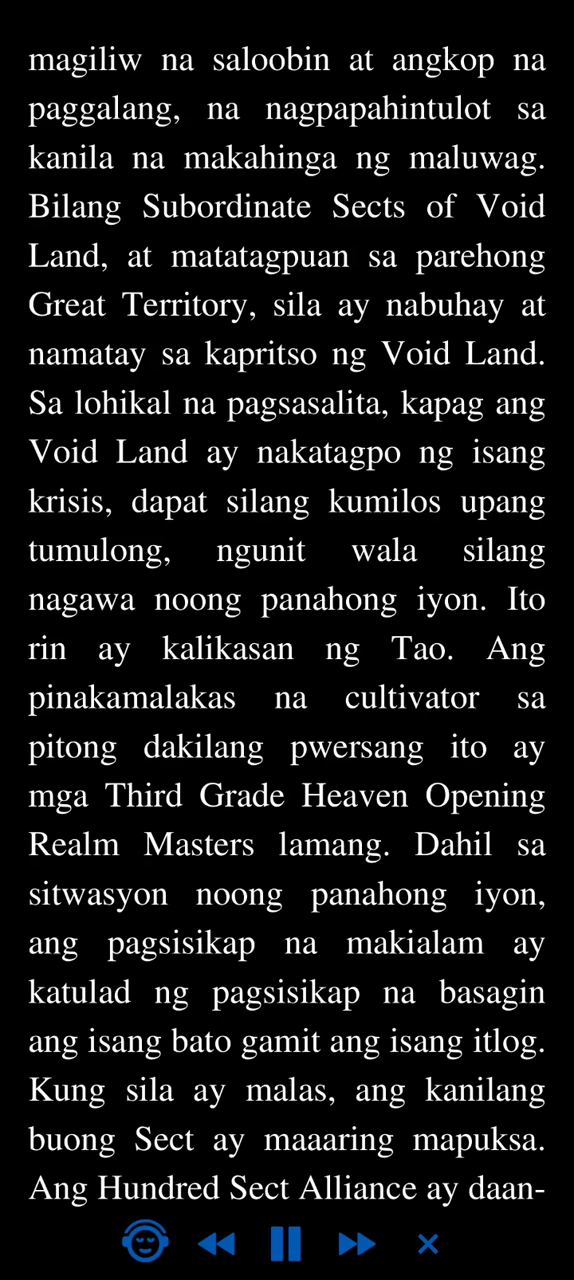 magiliw na saloobin at angkop na
paggalang, na nagpapahintulot sa
kanila na makahinga ng maluwag.
Bilang Subordinate Sects of Void
Land, at matatagpuan sa parehong
Great Territory, sila ay nabuhay at
namatay sa kapritso ng Void Land.
Sa lohikal na pagsasalita, kapag ang
Void Land ay nakatagpo ng isang
krisis, dapat silang kumilos upang
tumulong, ngunit wala silang
nagawa noong panahong iyon. Ito
rin ay kalikasan ng Tao. Ang
pinakamalakas na cultivator sa
pitong dakilang pwersang ito ay
mga Third Grade Heaven Opening
Realm Masters lamang. Dahil sa
sitwasyon noong panahong iyon,
ang pagsisikap na makialam ay
katulad ng pagsisikap na basagin
ang isang bato gamit ang isang itlog.
Kung sila ay malas, ang kanilang
buong Sect ay maaaring mapuksa.
Ang Hundred Sect Alliance ay daan-